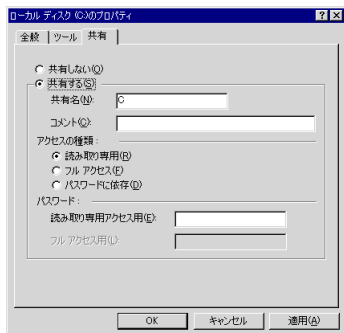 ローカル ディスク (C:)のプロパティ
全般 ツール 共有
共有しない(O)
共有する(S)
共有名(N): C
コメント(C):
アクセスの種類 :
読み取り専用(R)
フル アクセス(F)
パスワードに依存(D)
パスワード :
読み取り専用アクセス用(E):
フル アクセス用(L):
OK キャンセル 適用(A)